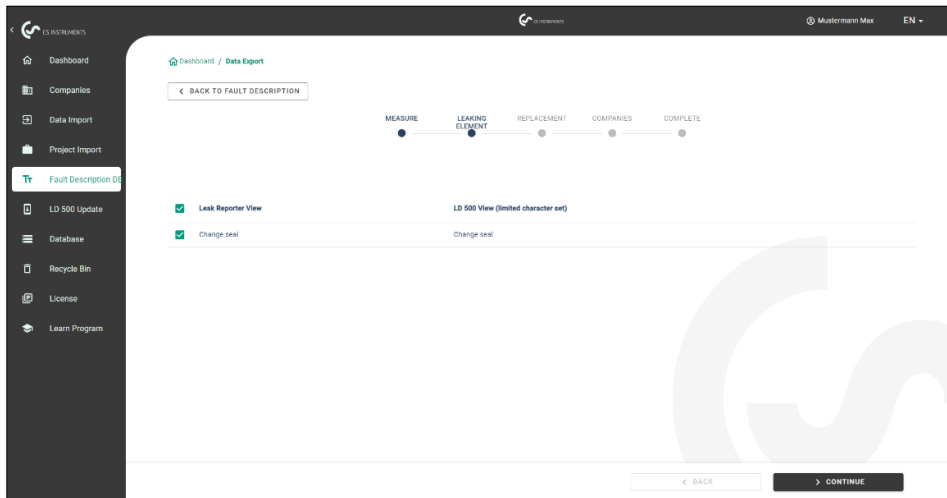 CS INSTRUMENTS
CS INSTRUMENTS
Mustermann Max
EN
Dashboard
Companies
Data Import
Project Import
Fault Description DE
LD 500 Update
Database
Recycle Bin
License
Learn Program
Dashboard / Data Export
BACK TO FAULT DESCRIPTION
MEASURE
LEAKING
ELEMENT
REPLACEMENT
COMPANIES
COMPLETE
Leak Reporter View
LD 500 View (limited character set)
Change seal
Change seal
BACK
CONTINUE